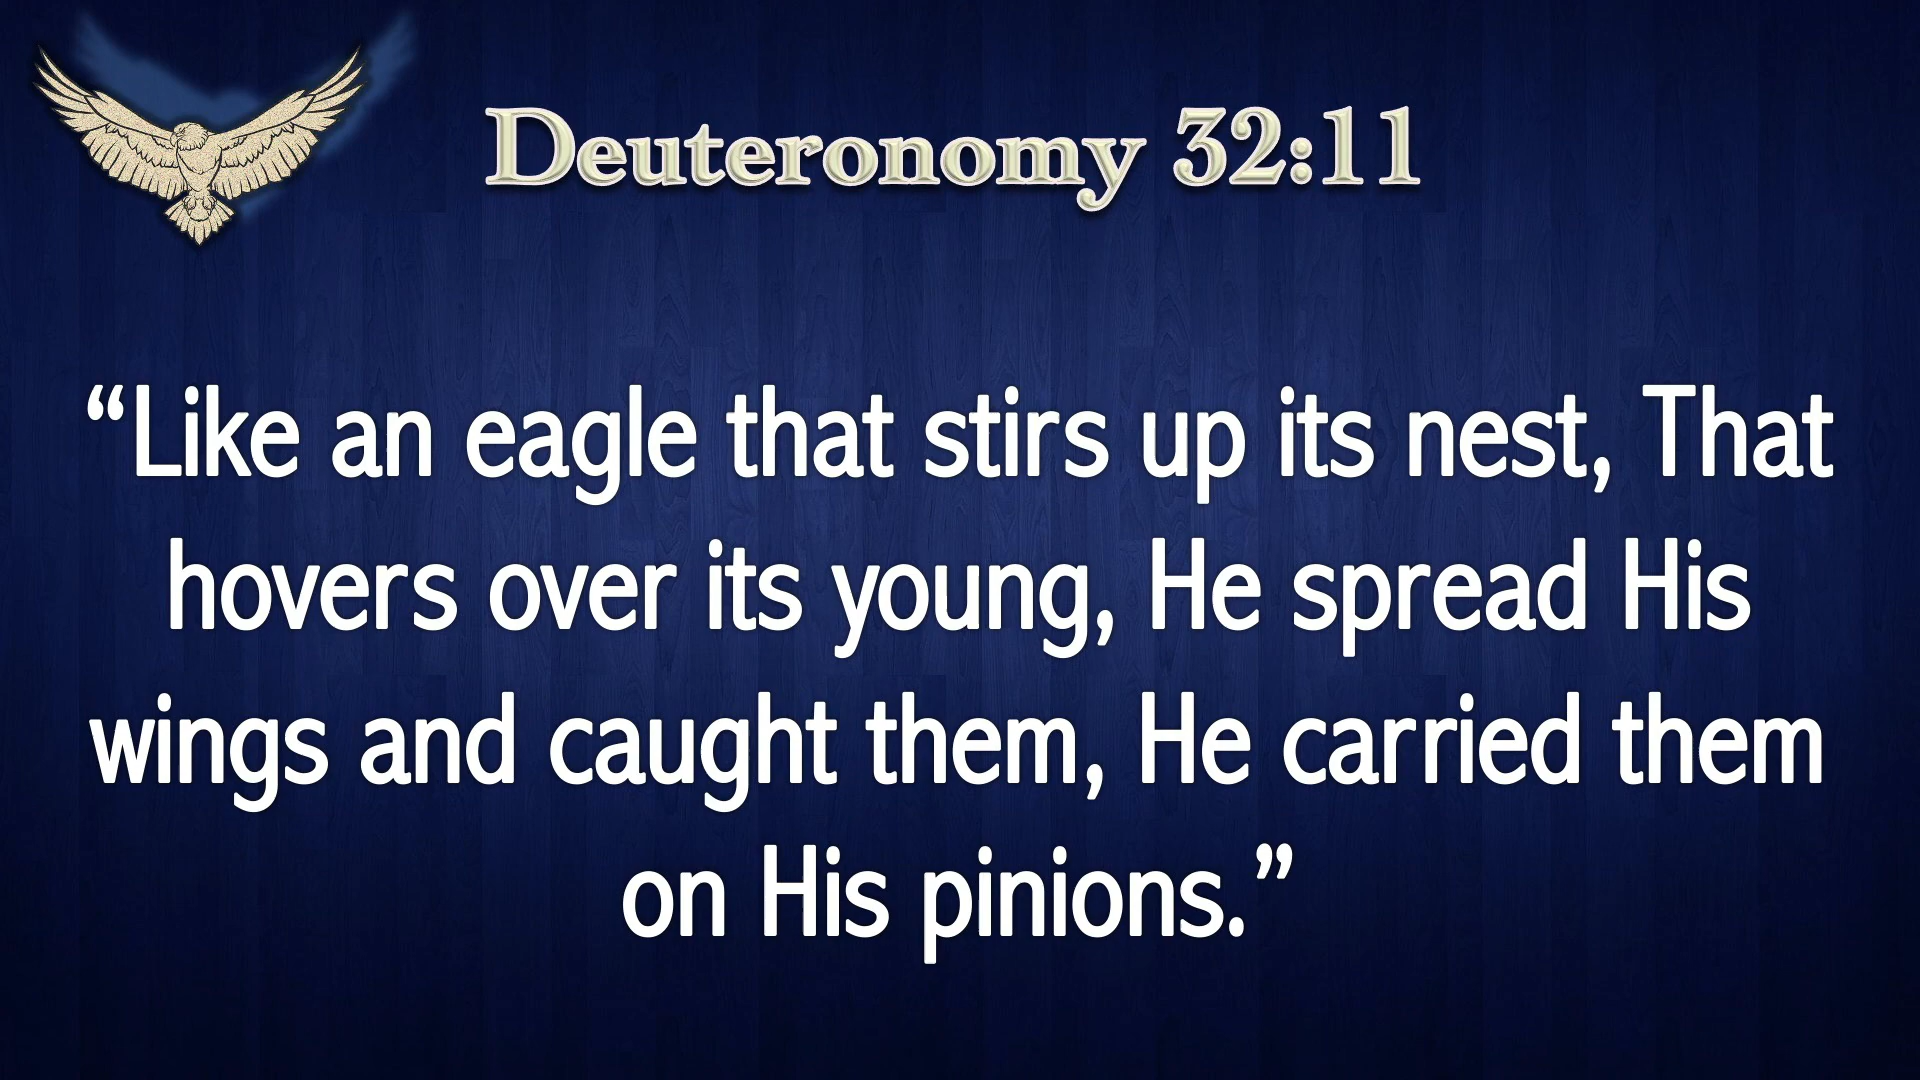 Deuteronomy 32:11
“Like an eagle that stirs up its nest, That
hovers over its young, He spread His
wings and caught them, He carried them
on His pinions.”